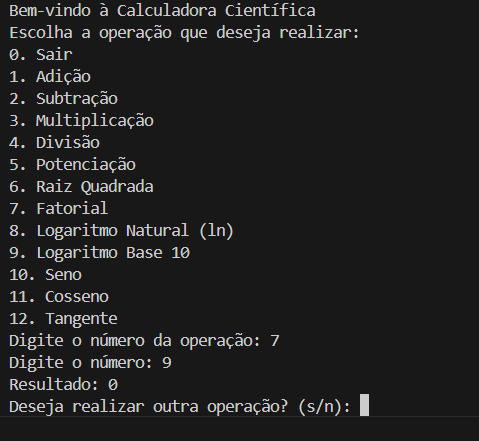 Bem-vindo à Calculadora Científica
Escolha a operação que deseja realizar:
0. Sair
1. Adição
2. Subtração
3. Multiplicação
4. Divisão
5. Potenciação
6. Raiz Quadrada
7. Fatorial
8. Logaritmo Natural (ln)
9. Logaritmo Base 10
10. Seno
11. Cosseno
12. Tangente
Digite o número da operação: 7
Digite o número: 9
Resultado: 0
Deseja realizar outra operação? (s/n):